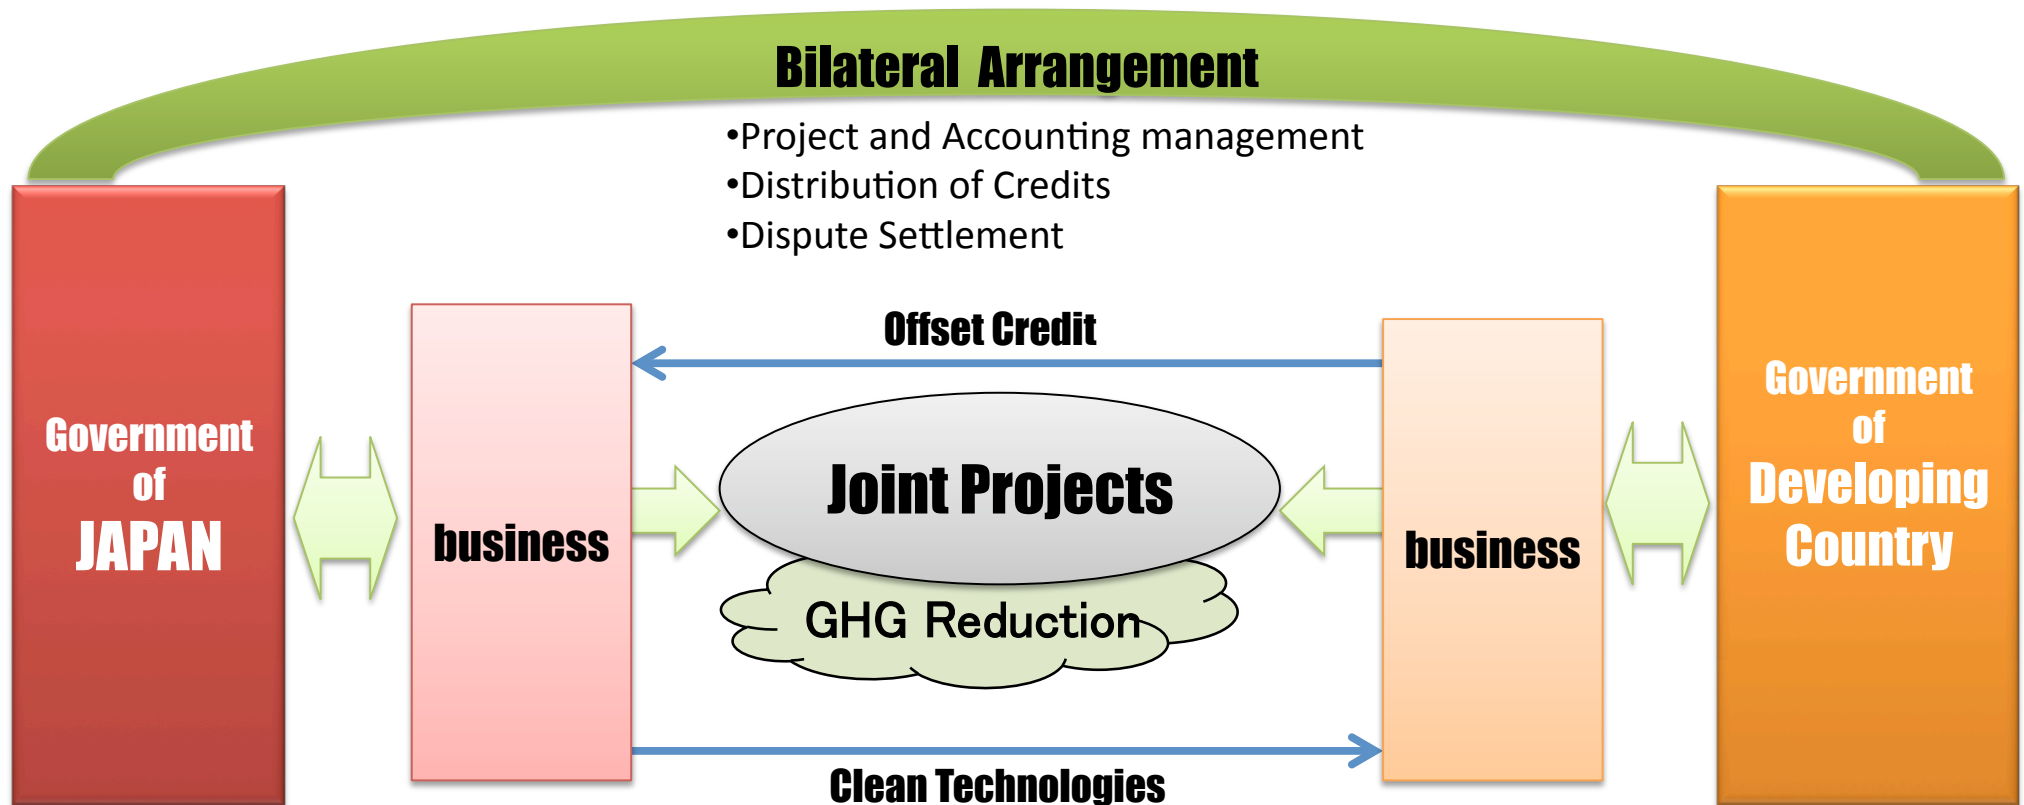 Bilateral Arrangement
•Project and Accounting management
•Distribution of Credits
•Dispute Settlement
Government
of
JAPAN
business
Offset Credit
Joint Projects
GHG Reduction
Clean Technologies
business
Government
of
Developing
Country